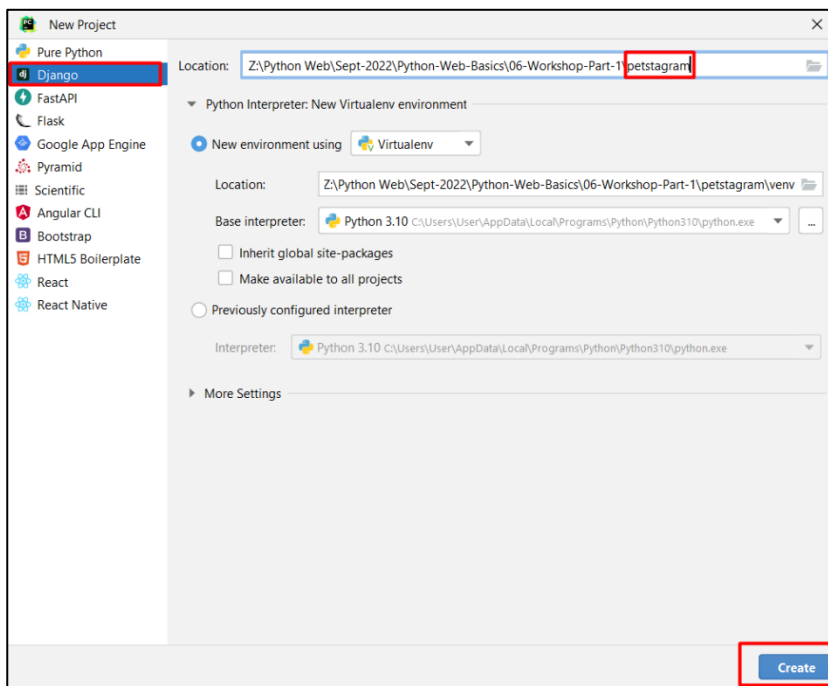 New Project
Pure Python
Django
FastAPI
Flask
Google App Engine
Pyramid
Scientific
Angular CLI
Bootstrap
HTML5 Boilerplate
React
React Native
Location: Z:\Python Web\Sept-2022\Python-Web-Basics\06-Workshop-Part-1\petstagram
Python Interpreter: New Virtualenv environment
New environment using Virtualenv
Location: Z:\Python Web\Sept-2022\Python-Web-Basics\06-Workshop-Part-1\petstagram\venv
Base interpreter: Python 3.10 C:\Users\User\AppData\Local\Programs\Python\Python310\python.exe ...
Inherit global site-packages
Make available to all projects
Previously configured interpreter
Interpreter: Python 3.10 C:\Users\User\AppData\Local\Programs\Python\Python310\python.exe
More Settings
Create